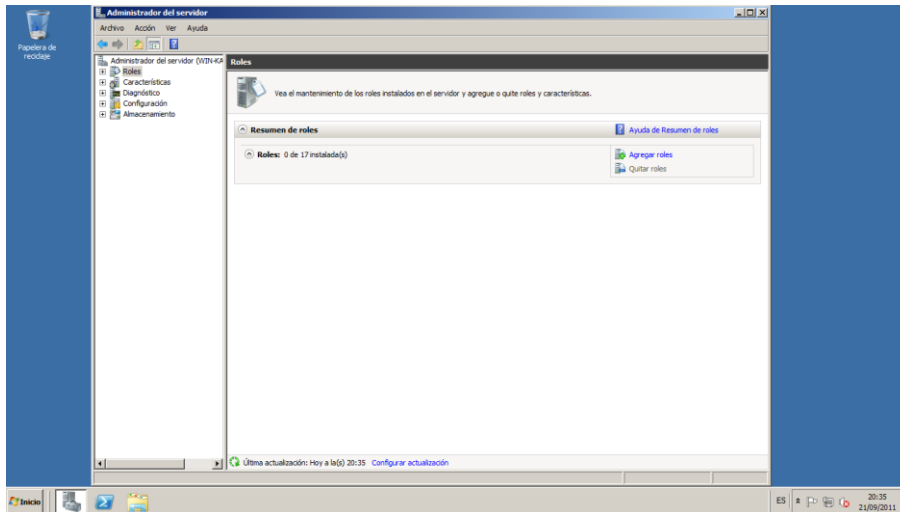 Papelera de
reciclaje
Administrador del servidor
Archivo Acción Ver Ayuda
Administrador del servidor (WIN-KA
Roles
Características
Diagnóstico
Configuración
Almacenamiento
Roles
Vea el mantenimiento de los roles instalados en el servidor y agregue o quite roles y características.
Resumen de roles
Ayuda de Resumen de roles
Roles: 0 de 17 instalada(s)
Agregar roles
Quitar roles
Última actualización: Hoy a la(s) 20:35 Configurar actualización
Inicio
ES
20:35
21/09/2011